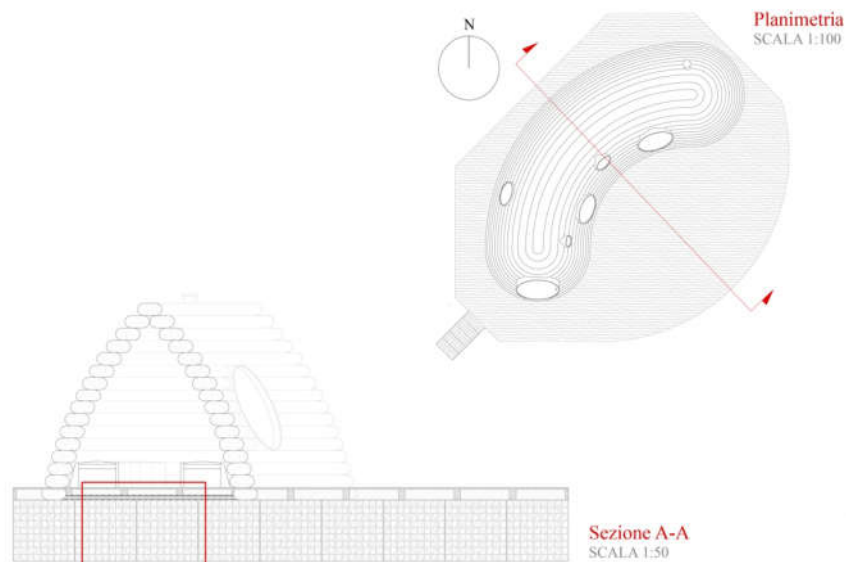 Planimetria
SCALA 1:100
N
Sezione A-A
SCALA 1:50